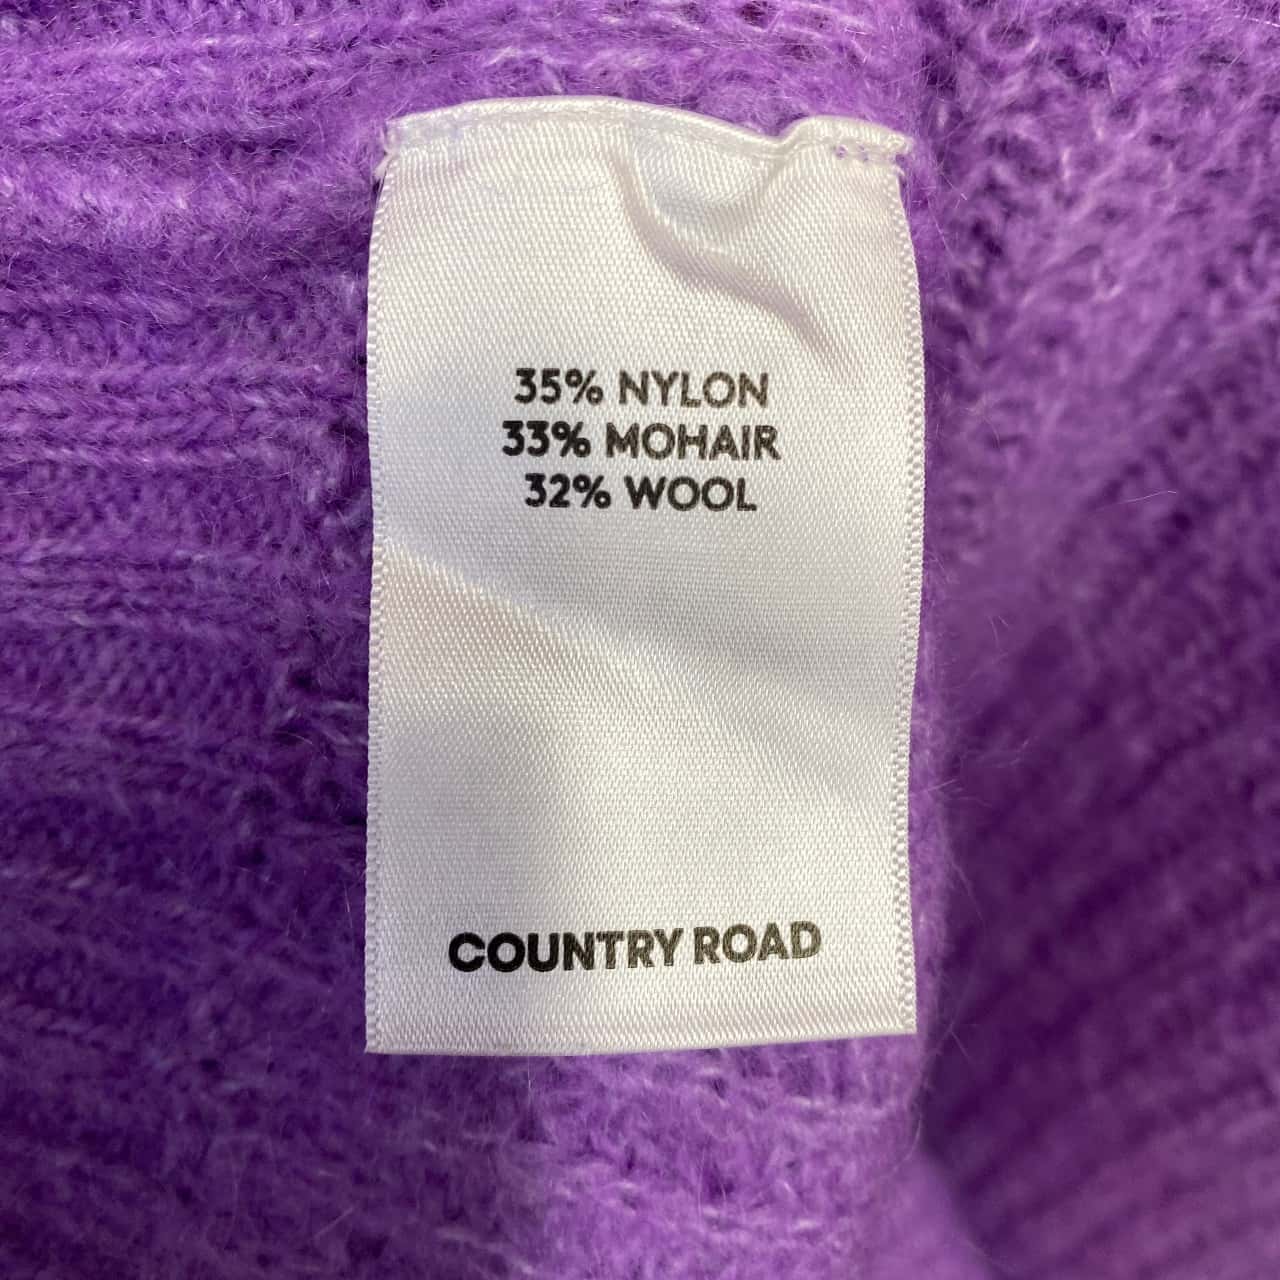 35% NYLON
33% MOHAIR
32% WOOL
COUNTRY ROAD